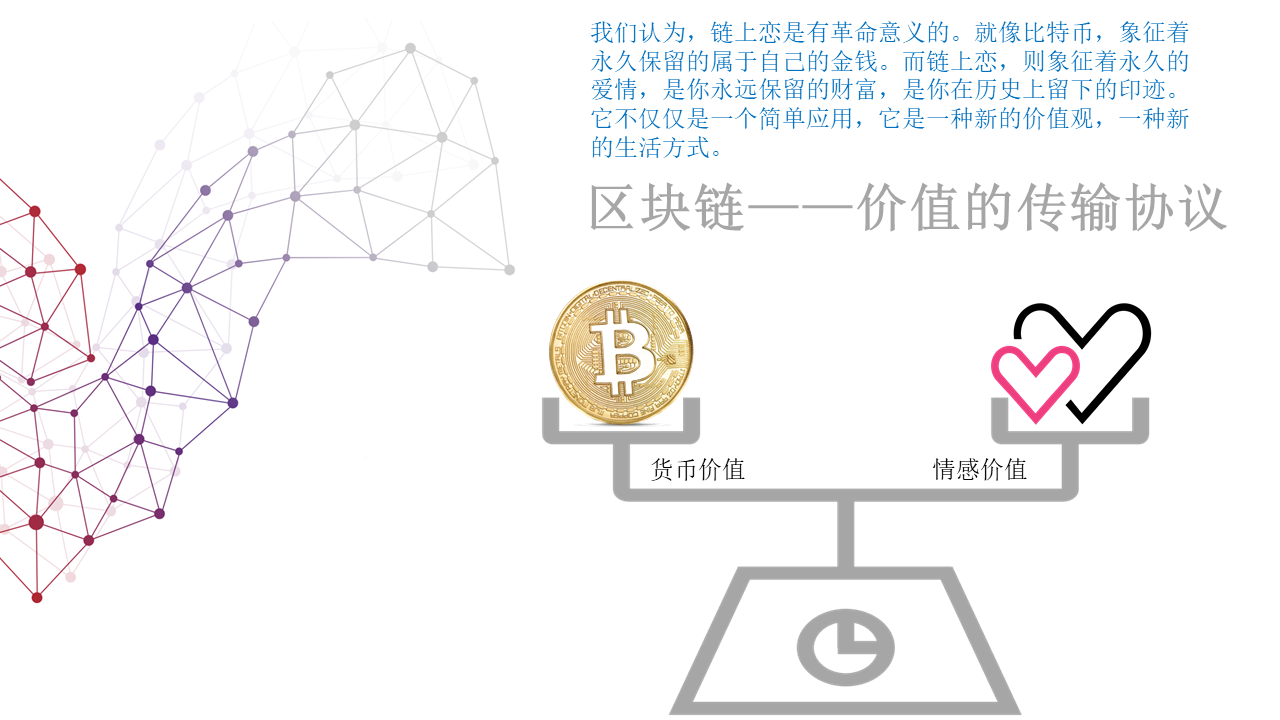 我们认为，链上恋是有革命意义的。就像比特币，象征着
永久保留的属于自己的金钱。而链上恋，则象征着永久的
爱情，是你永远保留的财富，是你在历史上留下的印迹。
它不仅仅是一个简单应用，它是一种新的价值观，一种新
的生活方式。
区块链——价值的传输协议
货币价值
情感价值